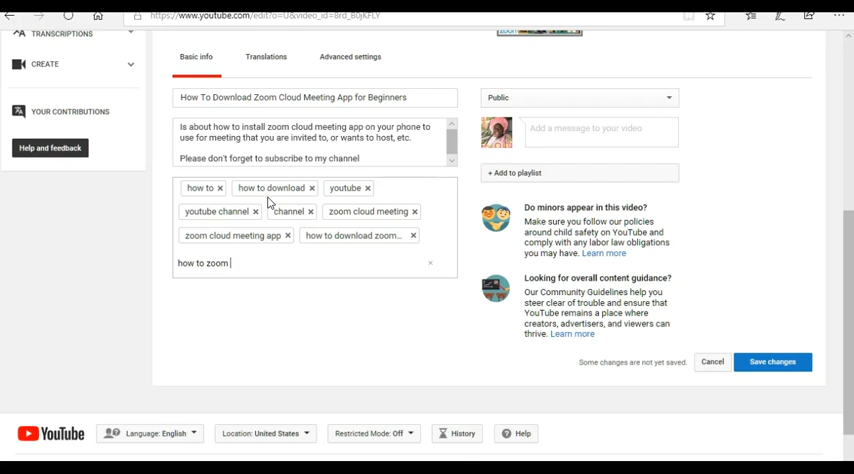 https://www.youtube.com/edit?o=U&video_id=8rd_B0jKFLY
TRANSCRIPTIONS
CREATE
YOUR CONTRIBUTIONS
Help and feedback
Basic info
Translations
Advanced settings
How To Download Zoom Cloud Meeting App for Beginners
Is about how to install zoom cloud meeting app on your phone to
use for meeting that you are invited to, or wants to host, etc.
Please don't forget to subscribe to my channel
how to × how to download × youtube ×
youtube channel × channel × zoom cloud meeting ×
zoom cloud meeting app × how to download zoom... ×
how to zoom
Public
Add a message to your video
+ Add to playlist
Do minors appear in this video?
Make sure you follow our policies
around child safety on YouTube and
comply with any labor law obligations
you may have. Learn more
Looking for overall content guidance?
Our Community Guidelines help you
steer clear of trouble and ensure that
YouTube remains a place where
creators, advertisers, and viewers can
thrive. Learn more
Some changes are not yet saved.
Cancel
Save changes
YouTube
Language: English
Location: United States
Restricted Mode: Off
History
Help